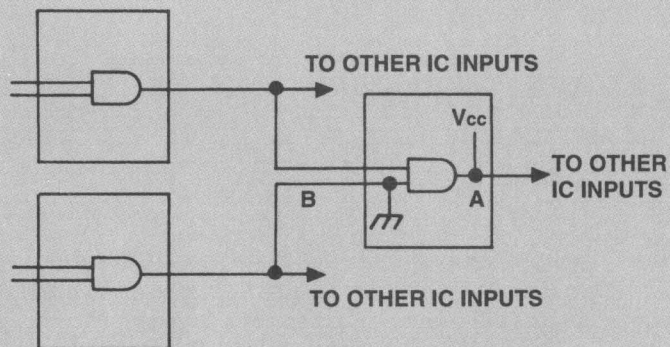 TO OTHER IC INPUTS
Vcc
TO OTHER
IC INPUTS
B
A
TO OTHER IC INPUTS